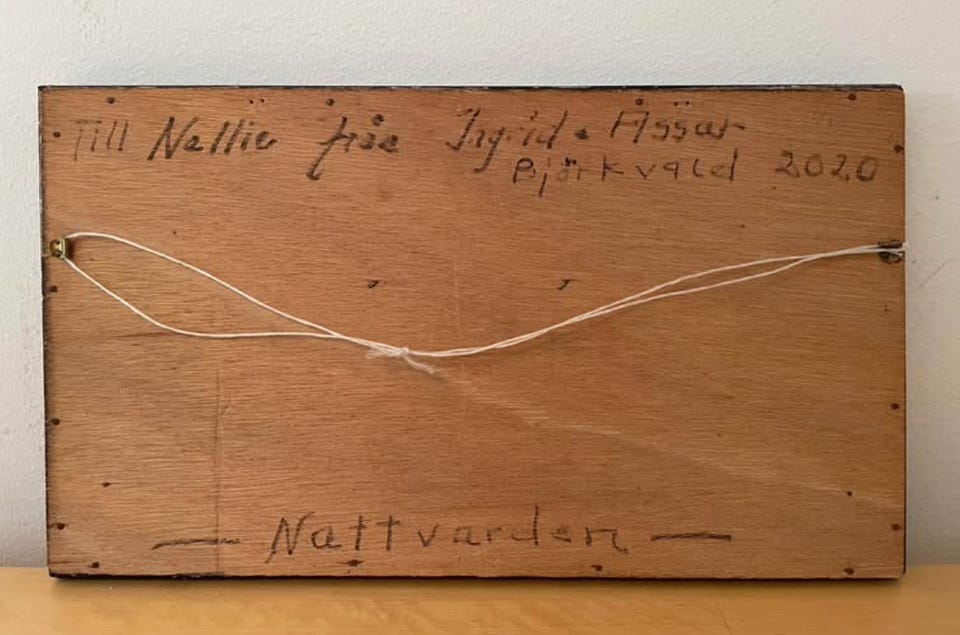 Till Nellie från Ingrid & Assar
Björkvald 2020
— Nattvarden —